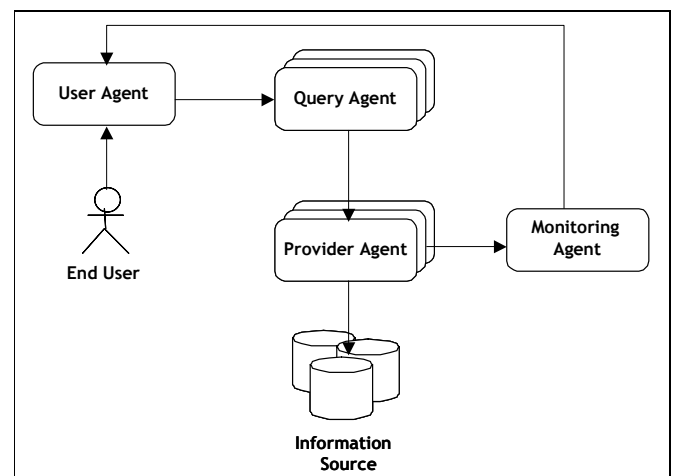 User Agent
Query Agent
Provider Agent
Monitoring
Agent
End User
Information
Source